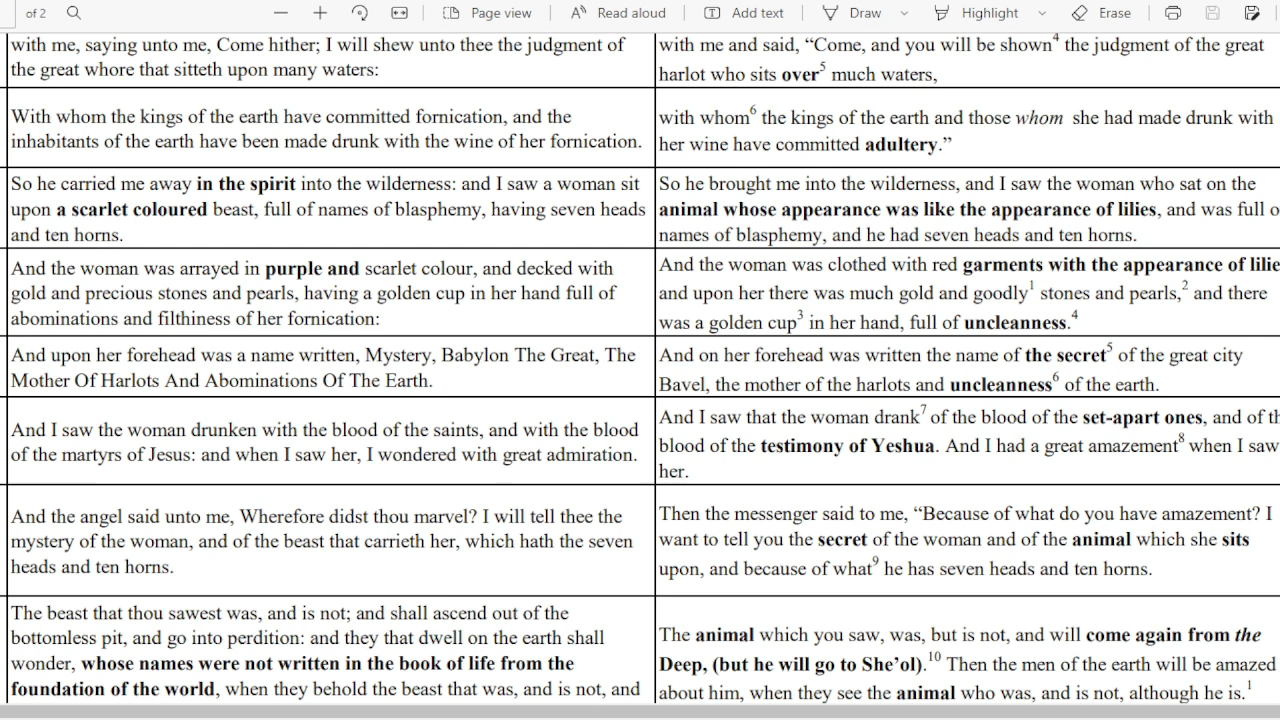 of 2
Page view
Read aloud
Add text
Draw
Highlight
Erase
with me, saying unto me, Come hither; I will shew unto thee the judgment of
the great whore that sitteth upon many waters:
with me and said, “Come, and you will be shown4 the judgment of the great
harlot who sits over5 much waters,
With whom the kings of the earth have committed fornication, and the
inhabitants of the earth have been made drunk with the wine of her fornication.
with whom6 the kings of the earth and those whom she had made drunk with
her wine have committed adultery.”
So he carried me away in the spirit into the wilderness: and I saw a woman sit
upon a scarlet coloured beast, full of names of blasphemy, having seven heads
and ten horns.
So he brought me into the wilderness, and I saw the woman who sat on the
animal whose appearance was like the appearance of lilies, and was full o
names of blasphemy, and he had seven heads and ten horns.
And the woman was arrayed in purple and scarlet colour, and decked with
gold and precious stones and pearls, having a golden cup in her hand full of
abominations and filthiness of her fornication:
And the woman was clothed with red garments with the appearance of lilie
and upon her there was much gold and goodly1 stones and pearls,2 and there
was a golden cup3 in her hand, full of uncleanness.4
And upon her forehead was a name written, Mystery, Babylon The Great, The
Mother Of Harlots And Abominations Of The Earth.
And on her forehead was written the name of the secret5 of the great city
Bavel, the mother of the harlots and uncleanness6 of the earth.
And I saw the woman drunken with the blood of the saints, and with the blood
of the martyrs of Jesus: and when I saw her, I wondered with great admiration.
And I saw that the woman drank7 of the blood of the set-apart ones, and of th
blood of the testimony of Yeshua. And I had a great amazement8 when I saw
her.
And the angel said unto me, Wherefore didst thou marvel? I will tell thee the
mystery of the woman, and of the beast that carrieth her, which hath the seven
heads and ten horns.
Then the messenger said to me, “Because of what do you have amazement? I
want to tell you the secret of the woman and of the animal which she sits
upon, and because of what9 he has seven heads and ten horns.
The beast that thou sawest was, and is not; and shall ascend out of the
bottomless pit, and go into perdition: and they that dwell on the earth shall
wonder, whose names were not written in the book of life from the
foundation of the world, when they behold the beast that was, and is not, and
The animal which you saw, was, but is not, and will come again from the
Deep, (but he will go to She’ol).10 Then the men of the earth will be amazed
about him, when they see the animal who was, and is not, although he is.1